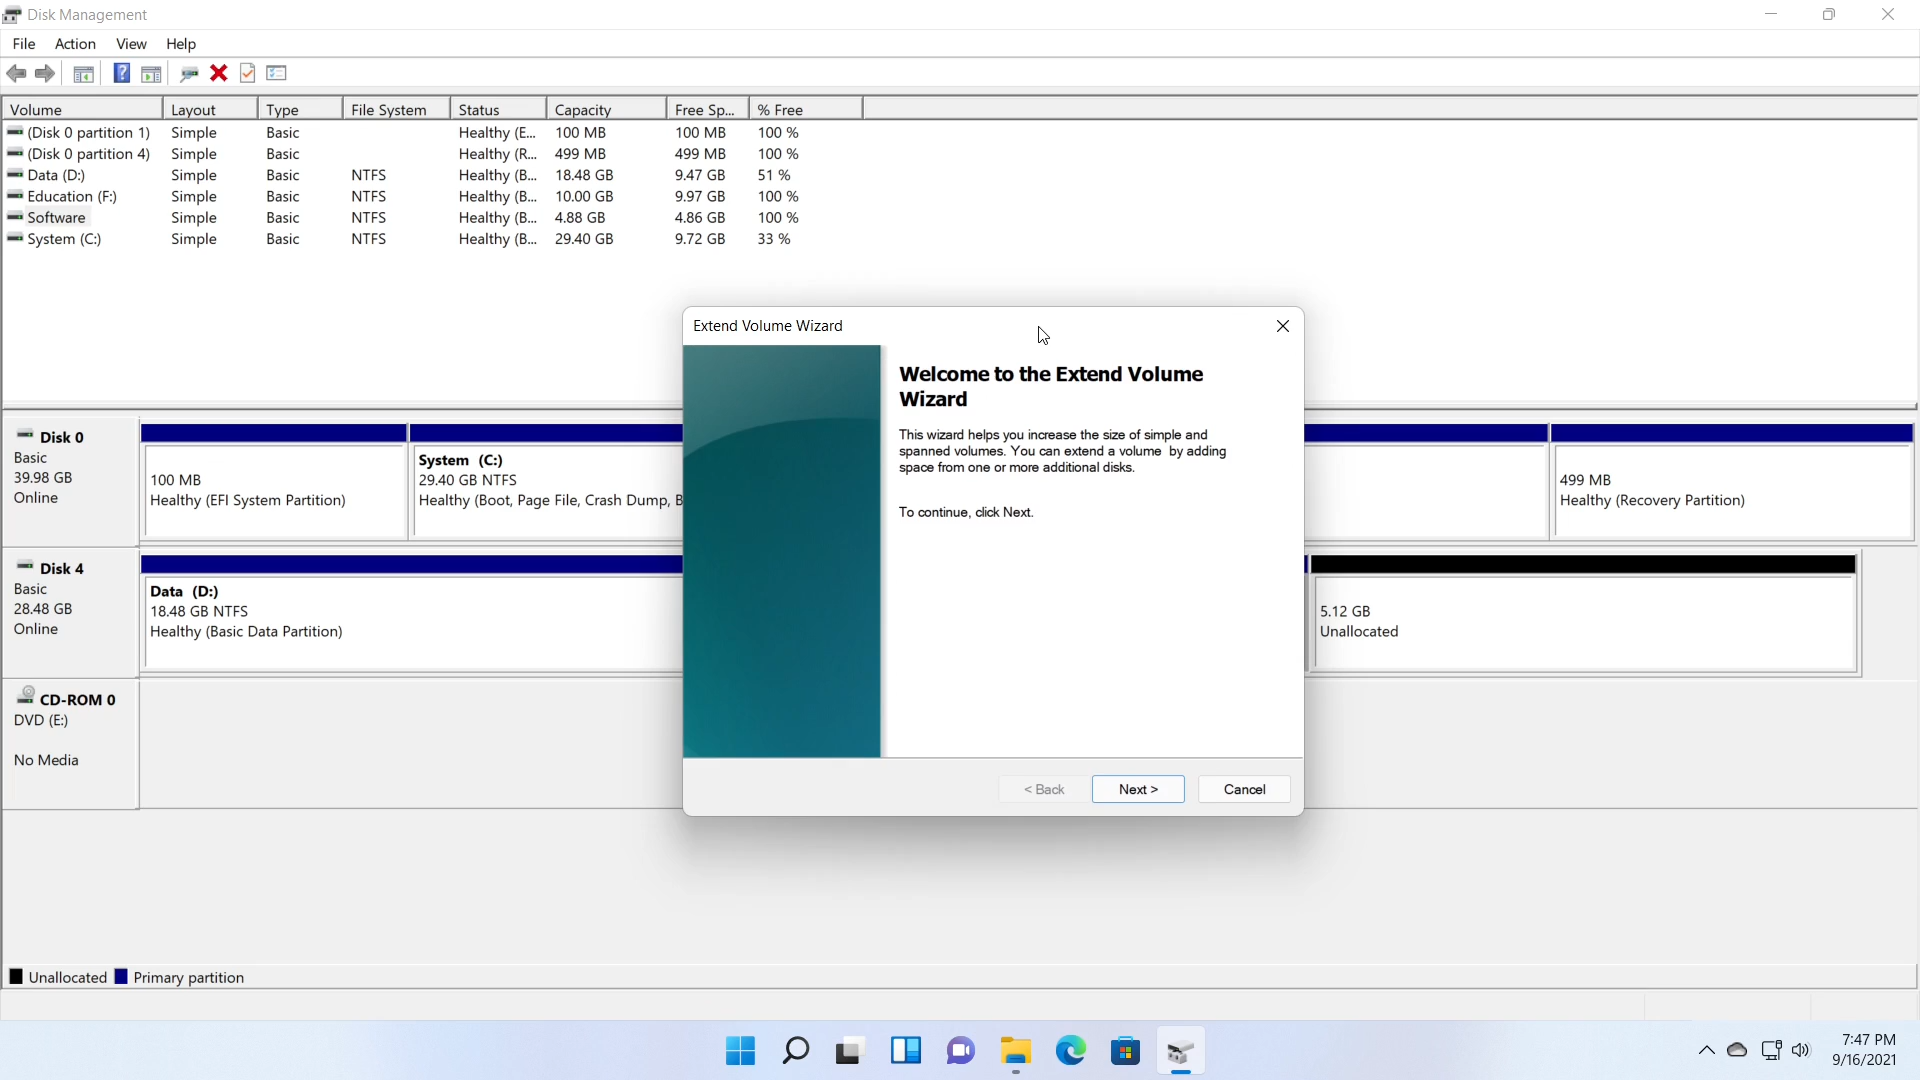 Disk Management
File Action View Help
Volume Layout Type File System Status Capacity Free Sp... % Free
(Disk 0 partition 1) Simple Basic Healthy (E... 100 MB 100 MB 100 %
(Disk 0 partition 4) Simple Basic Healthy (R... 499 MB 499 MB 100 %
Data (D:) Simple Basic NTFS Healthy (B... 18.48 GB 9.47 GB 51 %
Education (F:) Simple Basic NTFS Healthy (B... 10.00 GB 9.97 GB 100 %
Software Simple Basic NTFS Healthy (B... 4.88 GB 4.86 GB 100 %
System (C:) Simple Basic NTFS Healthy (B... 29.40 GB 9.72 GB 33 %
Extend Volume Wizard
Welcome to the Extend Volume
Wizard
This wizard helps you increase the size of simple and
spanned volumes. You can extend a volume by adding
space from one or more additional disks.
To continue, click Next.
< Back Next > Cancel
Disk 0
Basic
39.98 GB
Online
100 MB
Healthy (EFI System Partition)
System (C:)
29.40 GB NTFS
Healthy (Boot, Page File, Crash Dump, B
499 MB
Healthy (Recovery Partition)
Disk 4
Basic
28.48 GB
Online
Data (D:)
18.48 GB NTFS
Healthy (Basic Data Partition)
5.12 GB
Unallocated
CD-ROM 0
DVD (E:)
No Media
Unallocated Primary partition
7:47 PM
9/16/2021